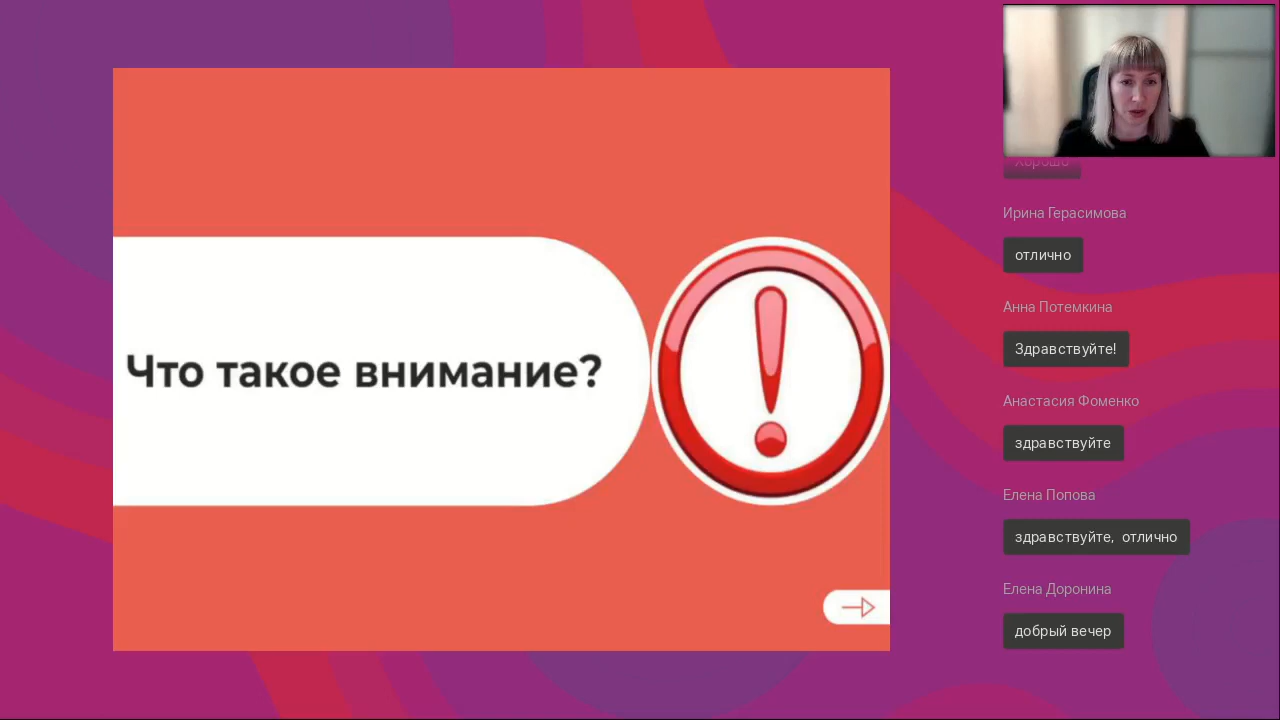 Что такое внимание?
Хорошо
Ирина Герасимова
отлично
Анна Потемкина
Здравствуйте!
Анастасия Фоменко
здравствуйте
Елена Попова
здравствуйте, отлично
Елена Доронина
добрый вечер